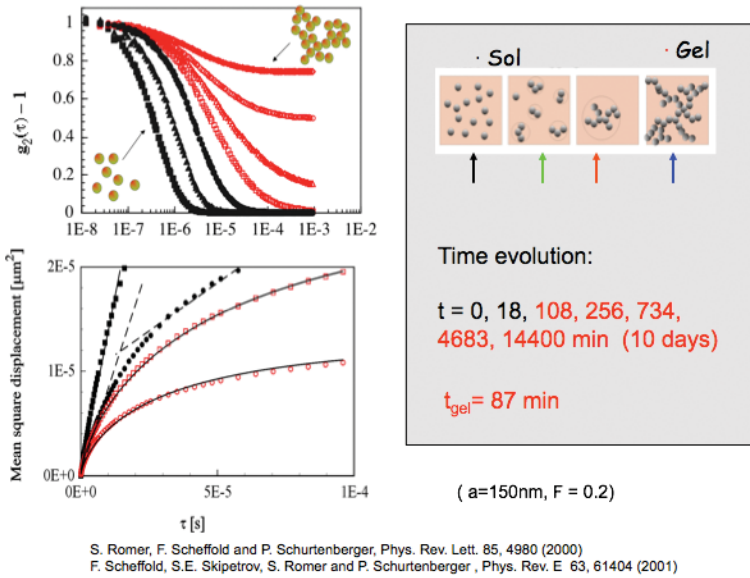 g₂(τ) − 1
1
0.8
0.6
0.4
0.2
0
1E-8 1E-7 1E-6 1E-5 1E-4 1E-3 1E-2
Mean square displacement [µm²]
2E-5
1E-5
0E+0
0E+0 5E-5 1E-4
τ [s]
· Sol · Gel
Time evolution:
t = 0, 18, 108, 256, 734,
4683, 14400 min (10 days)
t_gel= 87 min
( a=150nm, F = 0.2)
S. Romer, F. Scheffold and P. Schurtenberger, Phys. Rev. Lett. 85, 4980 (2000)
F. Scheffold, S.E. Skipetrov, S. Romer and P. Schurtenberger , Phys. Rev. E 63, 61404 (2001)